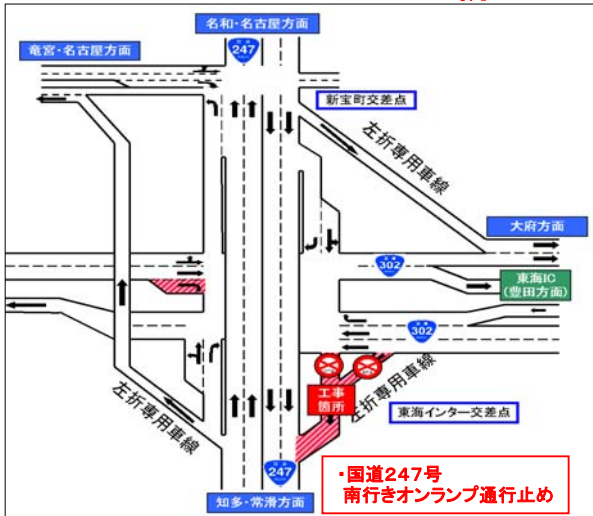 名和・名古屋方面
竜宮・名古屋方面
247
新宝町交差点
左折専用車線
大府方面
302
東海IC
(豊田方面)
302
工事
箇所
左折専用車線
左折専用車線
東海インター交差点
247
知多・常滑方面
・国道247号
南行きオンランプ通行止め